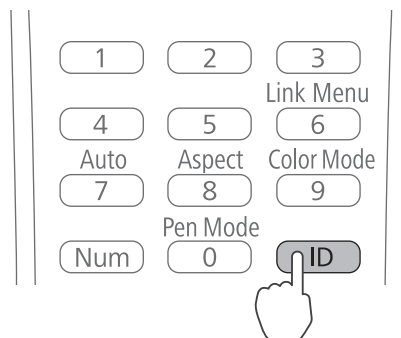 1 2 3
Link Menu
4 5 6
Auto Aspect Color Mode
7 8 9
Pen Mode
Num 0 ID